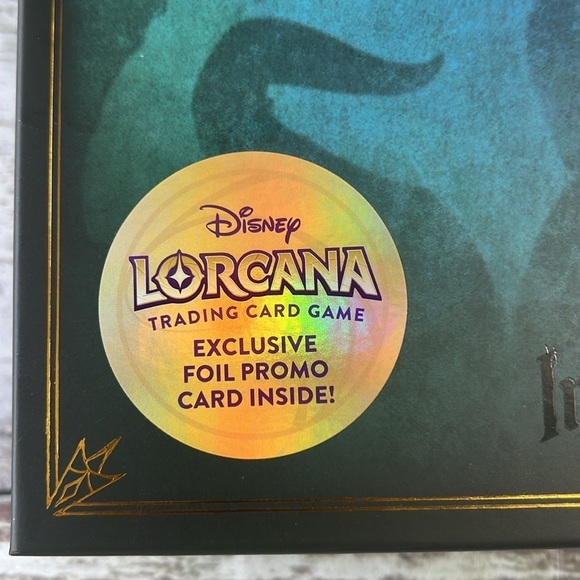 Disney
LORCANA
TRADING CARD GAME
EXCLUSIVE
FOIL PROMO
CARD INSIDE!